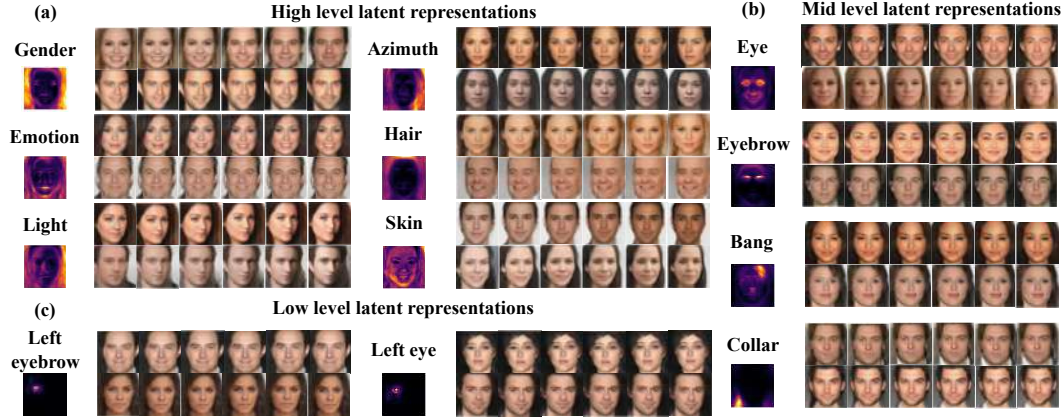 (a)
High level latent representations
Gender
Azimuth
Emotion
Hair
Light
Skin
(b)
Mid level latent representations
Eye
Eyebrow
Bang
Collar
(c)
Low level latent representations
Left
eyebrow
Left eye